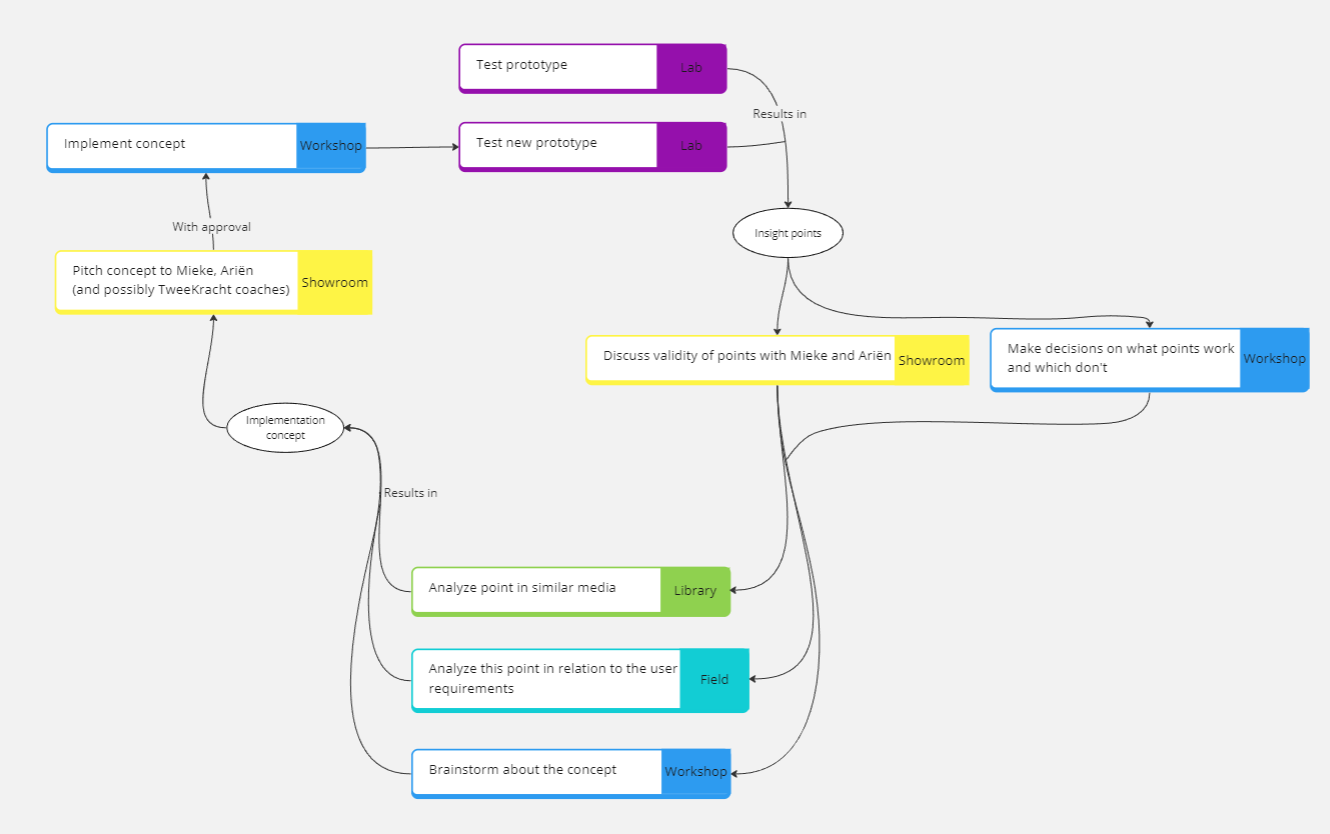 Test prototype
Lab
Results in
Implement concept
Workshop
Test new prototype
Lab
With approval
Insight points
Pitch concept to Mieke, Ariën
(and possibly TweeKracht coaches)
Showroom
Discuss validity of points with Mieke and Ariën
Showroom
Make decisions on what points work
and which don't
Workshop
Implementation
concept
Results in
Analyze point in similar media
Library
Analyze this point in relation to the user
requirements
Field
Brainstorm about the concept
Workshop